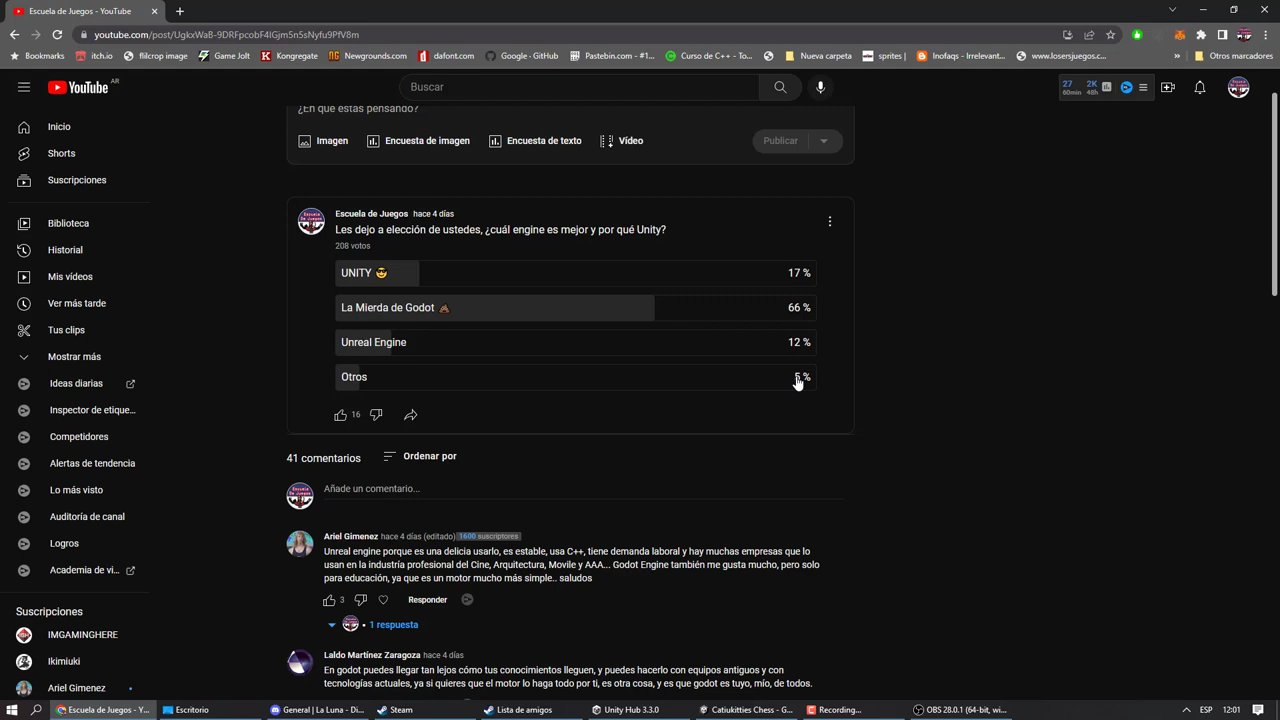 Escuela de Juegos - YouTube
youtube.com/post/UgkxWaB-9DRFpcobF4IGjm5n5sNyfu9PfV8m
Bookmarks itch.io flilcrop image Game Jolt Kongregate Newgrounds.com dafont.com Google · GitHub Pastebin.com - #1... Curso de C++ - To... Nueva carpeta sprites | Inofaqs - Irrelevant... www.losersjuegos.c... » Otros marcadores
YouTube AR
Buscar
27 60min 2K 48h
¿En qué estás pensando?
Imagen Encuesta de imagen Encuesta de texto Vídeo Publicar
Inicio
Shorts
Suscripciones
Biblioteca
Historial
Mis vídeos
Ver más tarde
Tus clips
Mostrar más
Ideas diarias
Inspector de etique...
Competidores
Alertas de tendencia
Lo más visto
Auditoría de canal
Logros
Academia de vi...
Suscripciones
IMGAMINGHERE
Ikimiuki
Ariel Gimenez
Escuela de Juegos hace 4 días
Les dejo a elección de ustedes, ¿cuál engine es mejor y por qué Unity?
208 votos
UNITY 😎 17 %
La Mierda de Godot 💩 66 %
Unreal Engine 12 %
Otros 5 %
16
41 comentarios Ordenar por
Añade un comentario...
Ariel Gimenez hace 4 días (editado) 1600 suscriptores
Unreal engine porque es una delicia usarlo, es estable, usa C++, tiene demanda laboral y hay muchas empresas que lo
usan en la industría profesional del Cine, Arquitectura, Movile y AAA... Godot Engine también me gusta mucho, pero solo
para educación, ya que es un motor mucho más simple.. saludos
3 Responder
1 respuesta
Laldo Martínez Zaragoza hace 4 días
En godot puedes llegar tan lejos cómo tus conocimientos lleguen, y puedes hacerlo con equipos antiguos y con
tecnologías actuales, ya si quieres que el motor lo haga todo por ti, es otra cosa, y es que godot es tuyo, mío, de todos.
Escuela de Juegos - Y... Escritorio General | La Luna - Di... Steam Lista de amigos Unity Hub 3.3.0 Catiukitties Chess - G... Recording... OBS 28.0.1 (64-bit, wi... ESP 12:01